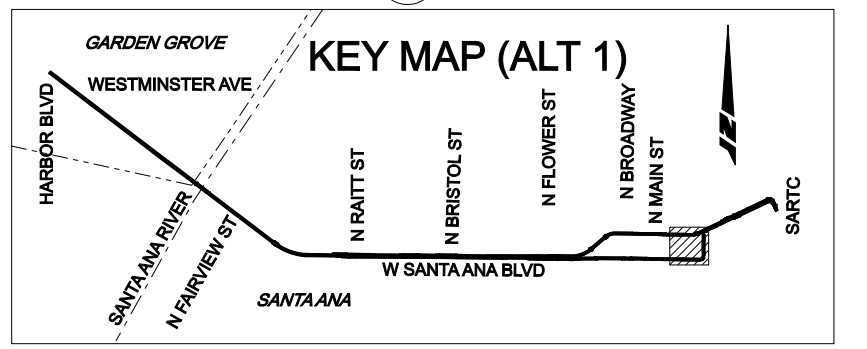 GARDEN GROVE
KEY MAP (ALT 1)
WESTMINSTER AVE
HARBOR BLVD
N RAITT ST
N BRISTOL ST
N FLOWER ST
N BROADWAY
N MAIN ST
SARTC
SANTA ANA RIVER
N FAIRVIEW ST
W SANTA ANA BLVD
SANTA ANA